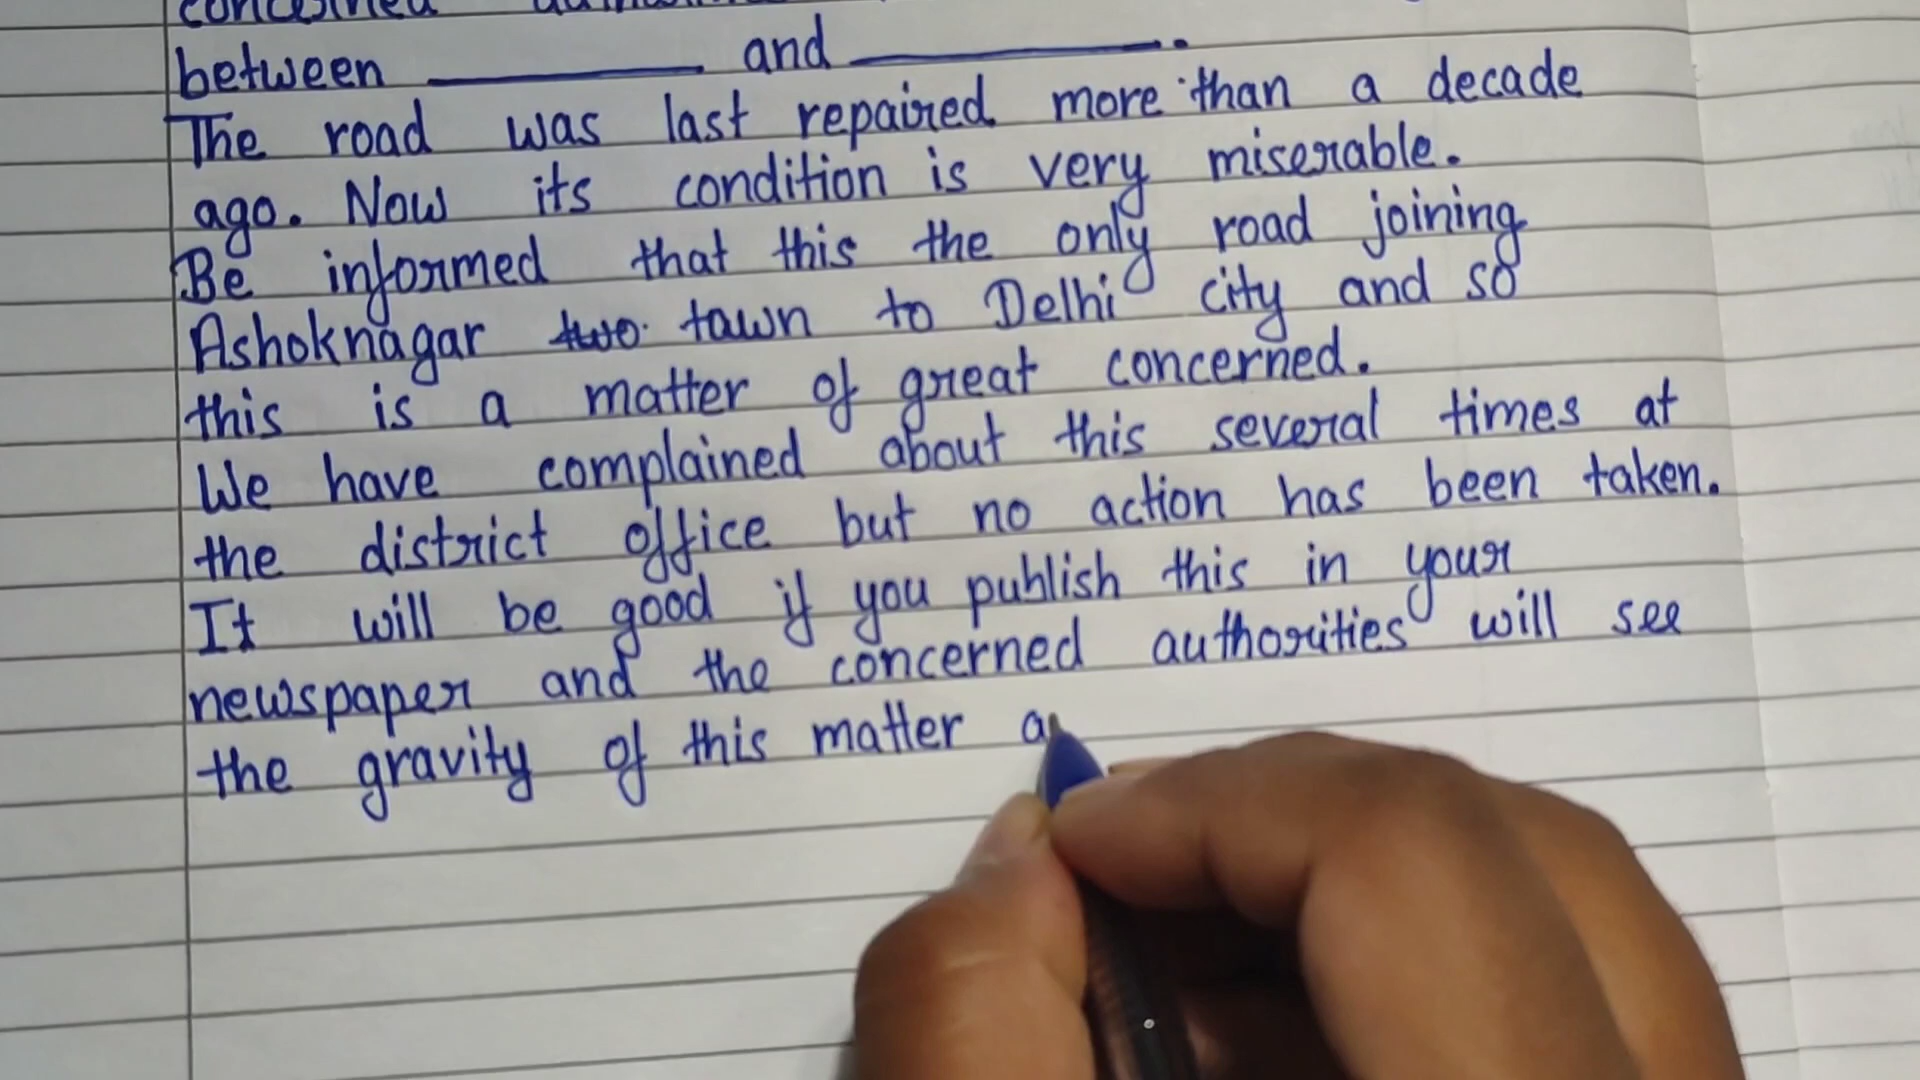 between ________ and ________.
The road was last repaired more than a decade
ago. Now its condition is very miserable.
Be informed that this the only road joining
Ashoknagar two tawn to Delhi city and so
this is a matter of great concerned.
We have complained about this several times at
the district office but no action has been taken.
It will be good if you publish this in your
newspaper and the concerned authorities will see
the gravity of this matter a